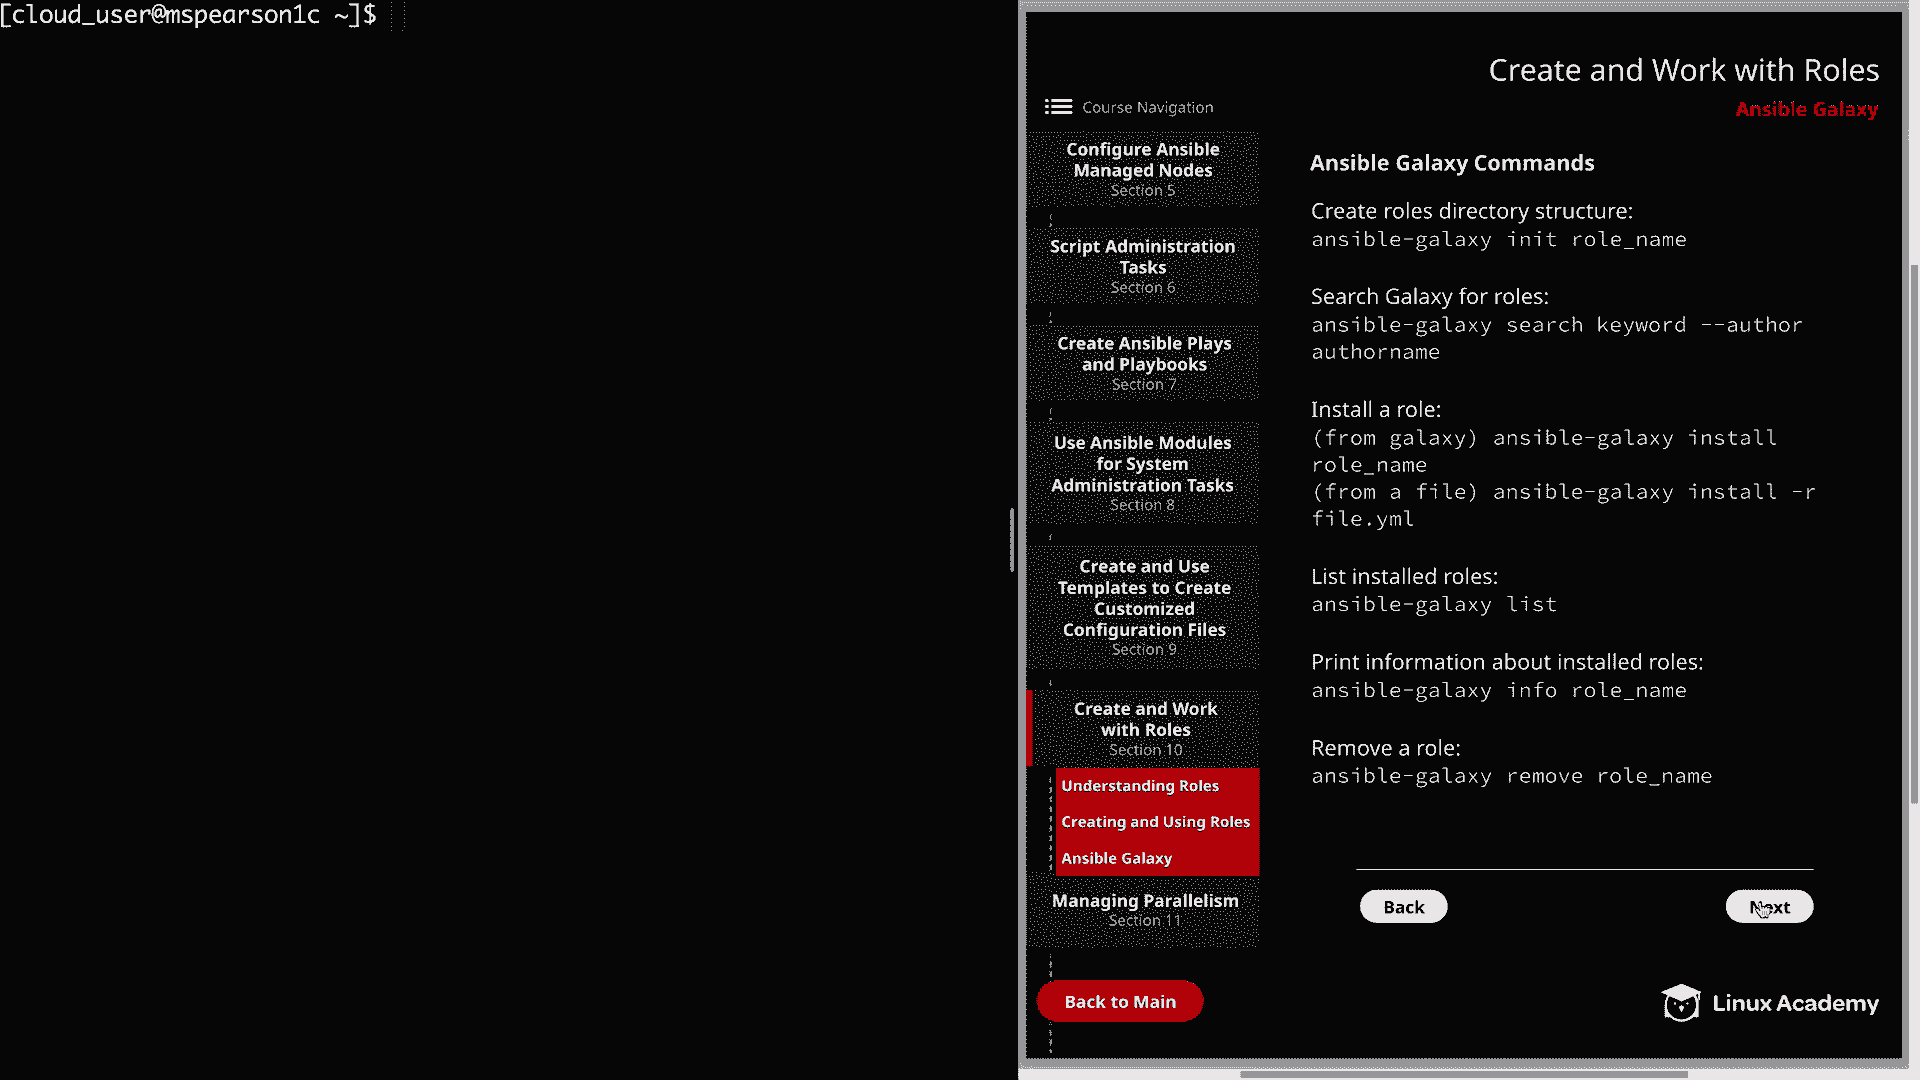 [cloud_user@mspearson1c ~]$
Create and Work with Roles
Ansible Galaxy
Course Navigation
Configure Ansible
Managed Nodes
Section 5
Script Administration
Tasks
Section 6
Create Ansible Plays
and Playbooks
Section 7
Use Ansible Modules
for System
Administration Tasks
Section 8
Create and Use
Templates to Create
Customized
Configuration Files
Section 9
Create and Work
with Roles
Section 10
Understanding Roles
Creating and Using Roles
Ansible Galaxy
Managing Parallelism
Section 11
Back to Main
Ansible Galaxy Commands
Create roles directory structure:
ansible-galaxy init role_name
Search Galaxy for roles:
ansible-galaxy search keyword --author
authorname
Install a role:
(from galaxy) ansible-galaxy install
role_name
(from a file) ansible-galaxy install -r
file.yml
List installed roles:
ansible-galaxy list
Print information about installed roles:
ansible-galaxy info role_name
Remove a role:
ansible-galaxy remove role_name
Back
Next
Linux Academy